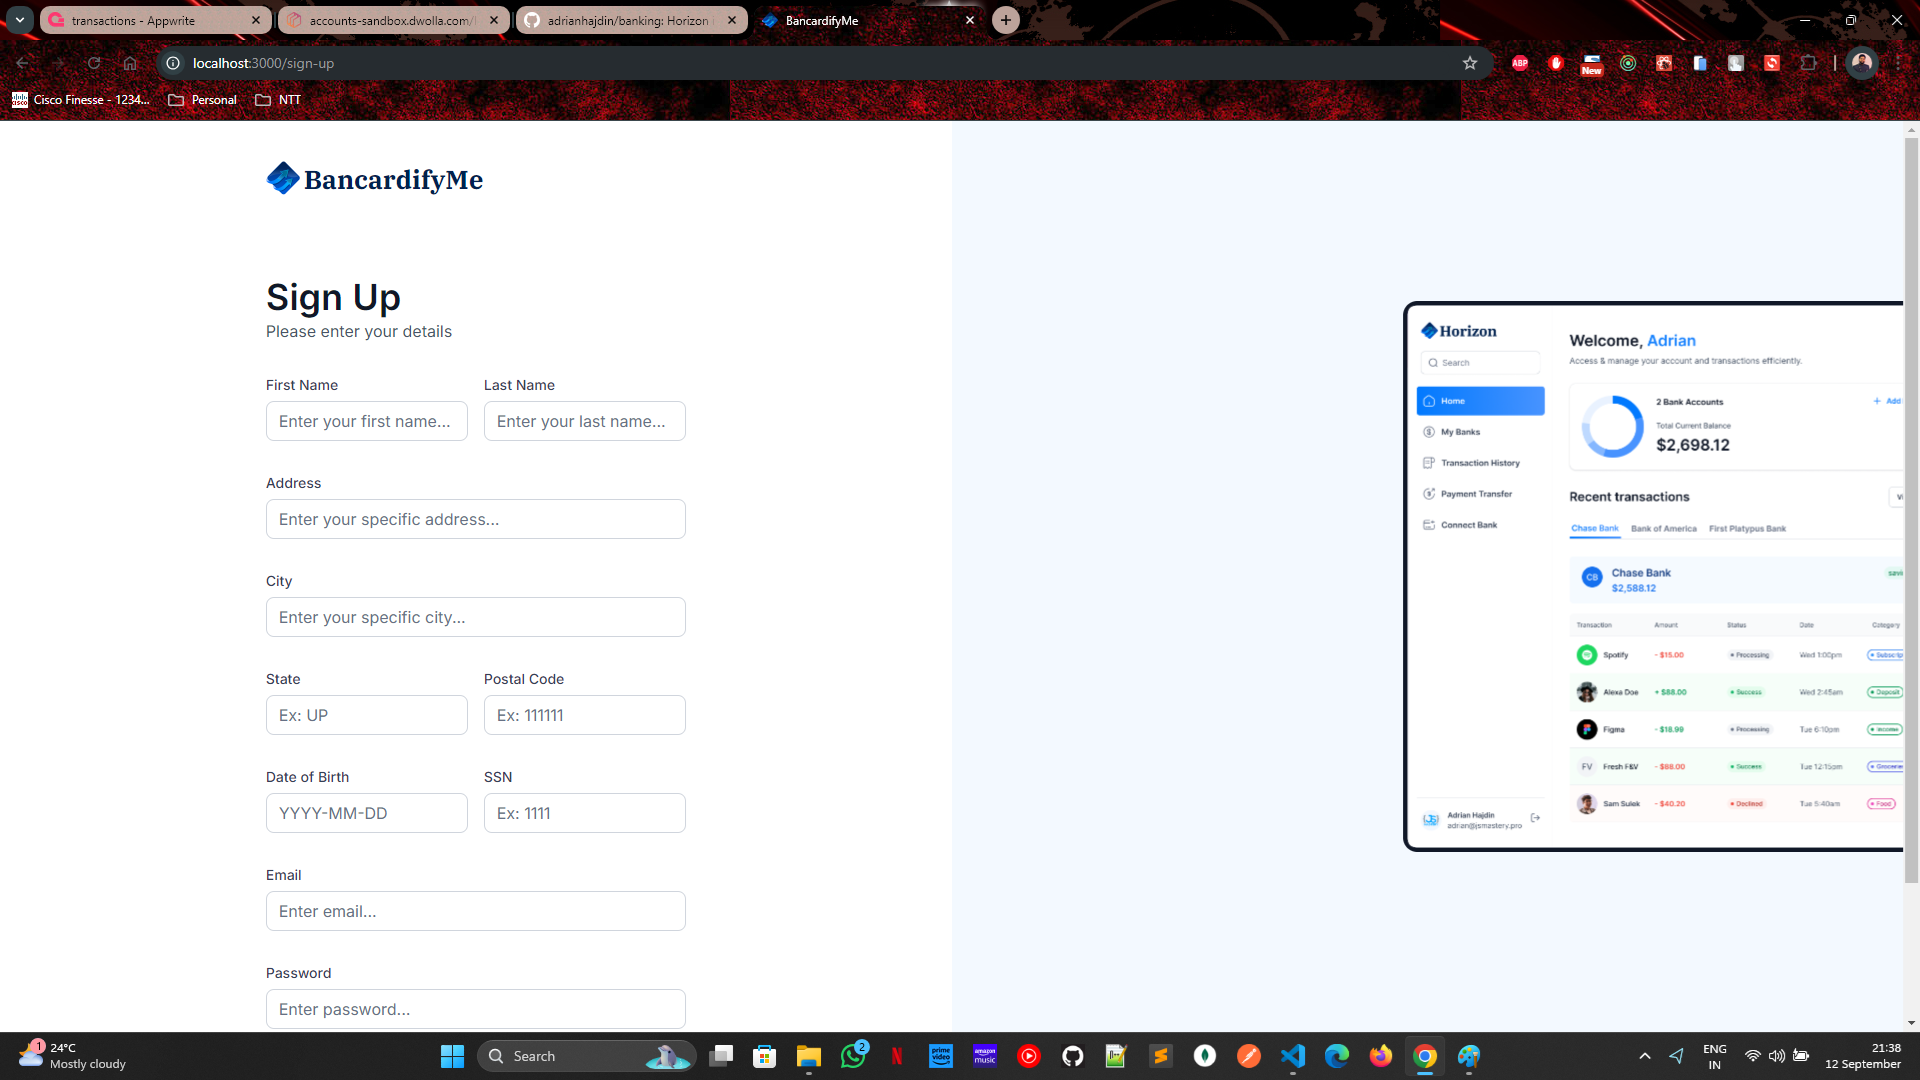 transactions - Appwrite
accounts-sandbox.dwolla.com/
adrianhajdin/banking: Horizon
BancardifyMe
localhost:3000/sign-up
ABP
New
Cisco Finesse - 1234...
Personal
NTT
BancardifyMe
Sign Up
Please enter your details
First Name
Last Name
Enter your first name...
Enter your last name...
Address
Enter your specific address...
City
Enter your specific city...
State
Postal Code
Ex: UP
Ex: 111111
Date of Birth
SSN
YYYY-MM-DD
Ex: 1111
Email
Enter email...
Password
Enter password...
Horizon
Search
Home
My Banks
Transaction History
Payment Transfer
Connect Bank
Adrian Hajdin
adrian@jsmastery.pro
Welcome, Adrian
Access & manage your account and transactions efficiently.
2 Bank Accounts
+ Add
Total Current Balance
$2,698.12
Recent transactions
Chase Bank
Bank of America
First Platypus Bank
CB
Chase Bank
$2,588.12
Transaction Amount Status Date Category
Spotify - $15.00 Processing Wed 1:00pm
Alexa Doe + $88.00 Success Wed 2:45am Deposit
Figma - $18.99 Processing Tue 6:10pm Income
FV Fresh F&V - $88.00 Success Tue 12:15pm
Sam Sulek - $40.20 Declined Tue 5:40am Food
1
24°C
Mostly cloudy
Search
2
prime video
amazon music
ENG
IN
21:38
12 September